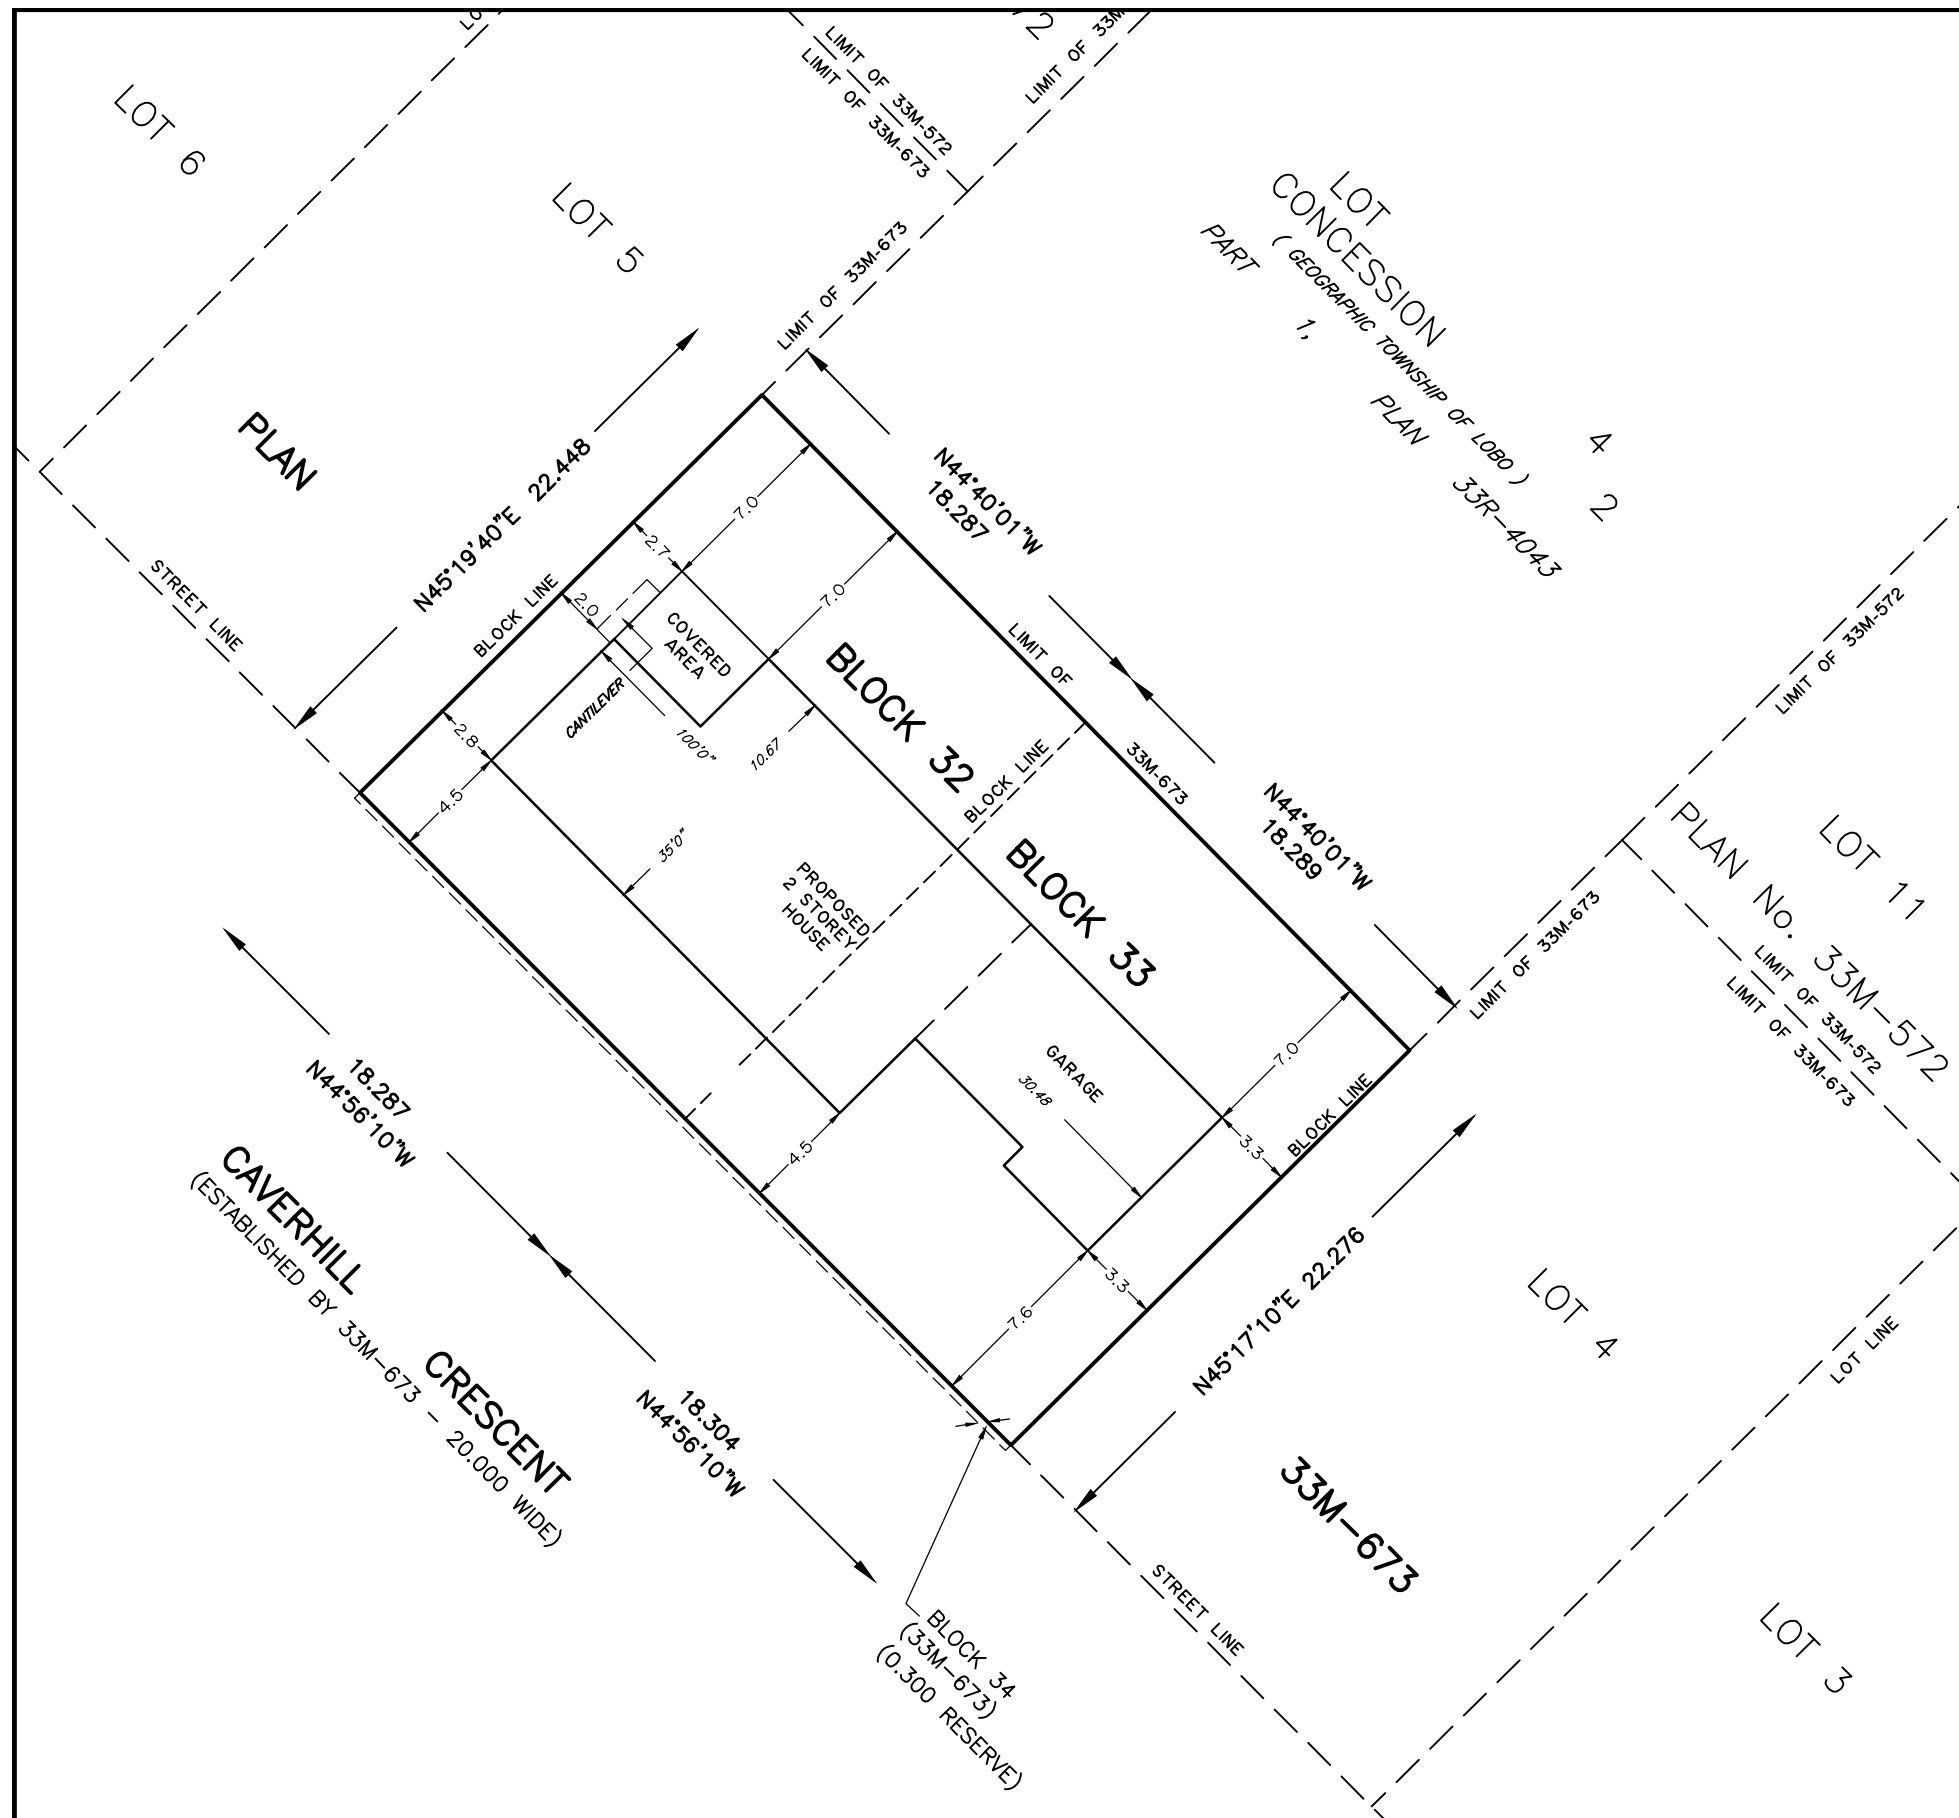 LOT 6
LOT 5
LIMIT OF 33M-572
LIMIT OF 33M-673
LIMIT OF 33M-673
LOT 4
CONCESSION 2
( GEOGRAPHIC TOWNSHIP OF LOBO )
PART 1, PLAN 33R-4043
PLAN
STREET LINE
N45°19'40"E 22.448
BLOCK LINE
N44°40'01"W
18.287
7.0
2.7
2.0
7.0
COVERED
AREA
CANTILEVER
100'0"
10.67
2.8
4.5
35'0"
BLOCK 32
LIMIT OF 33M-673
BLOCK LINE
BLOCK 33
PROPOSED
2 STOREY
HOUSE
N44°40'01"W
18.289
LIMIT OF 33M-572
LIMIT OF 33M-673
PLAN No. 33M-572
LOT 11
LIMIT OF 33M-572
LIMIT OF 33M-673
GARAGE
30.48
7.0
3.3
BLOCK LINE
4.5
3.3
7.6
N45°17'10"E 22.276
18.287
N44°56'10"W
CAVERHILL CRESCENT
(ESTABLISHED BY 33M-673 - 20.000 WIDE)
18.304
N44°56'10"W
BLOCK 34
(33M-673)
(0.300 RESERVE)
LOT 4
LOT LINE
33M-673
STREET LINE
LOT 3